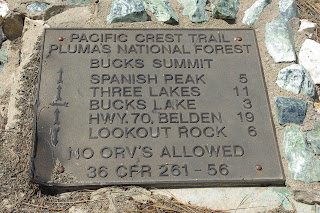 PACIFIC CREST TRAIL
PLUMAS NATIONAL FOREST
BUCKS SUMMIT
SPANISH PEAK 5
THREE LAKES 11
BUCKS LAKE 3
HWY. 70, BELDEN 19
LOOKOUT ROCK 6
NO ORV'S ALLOWED
36 CFR 261-56